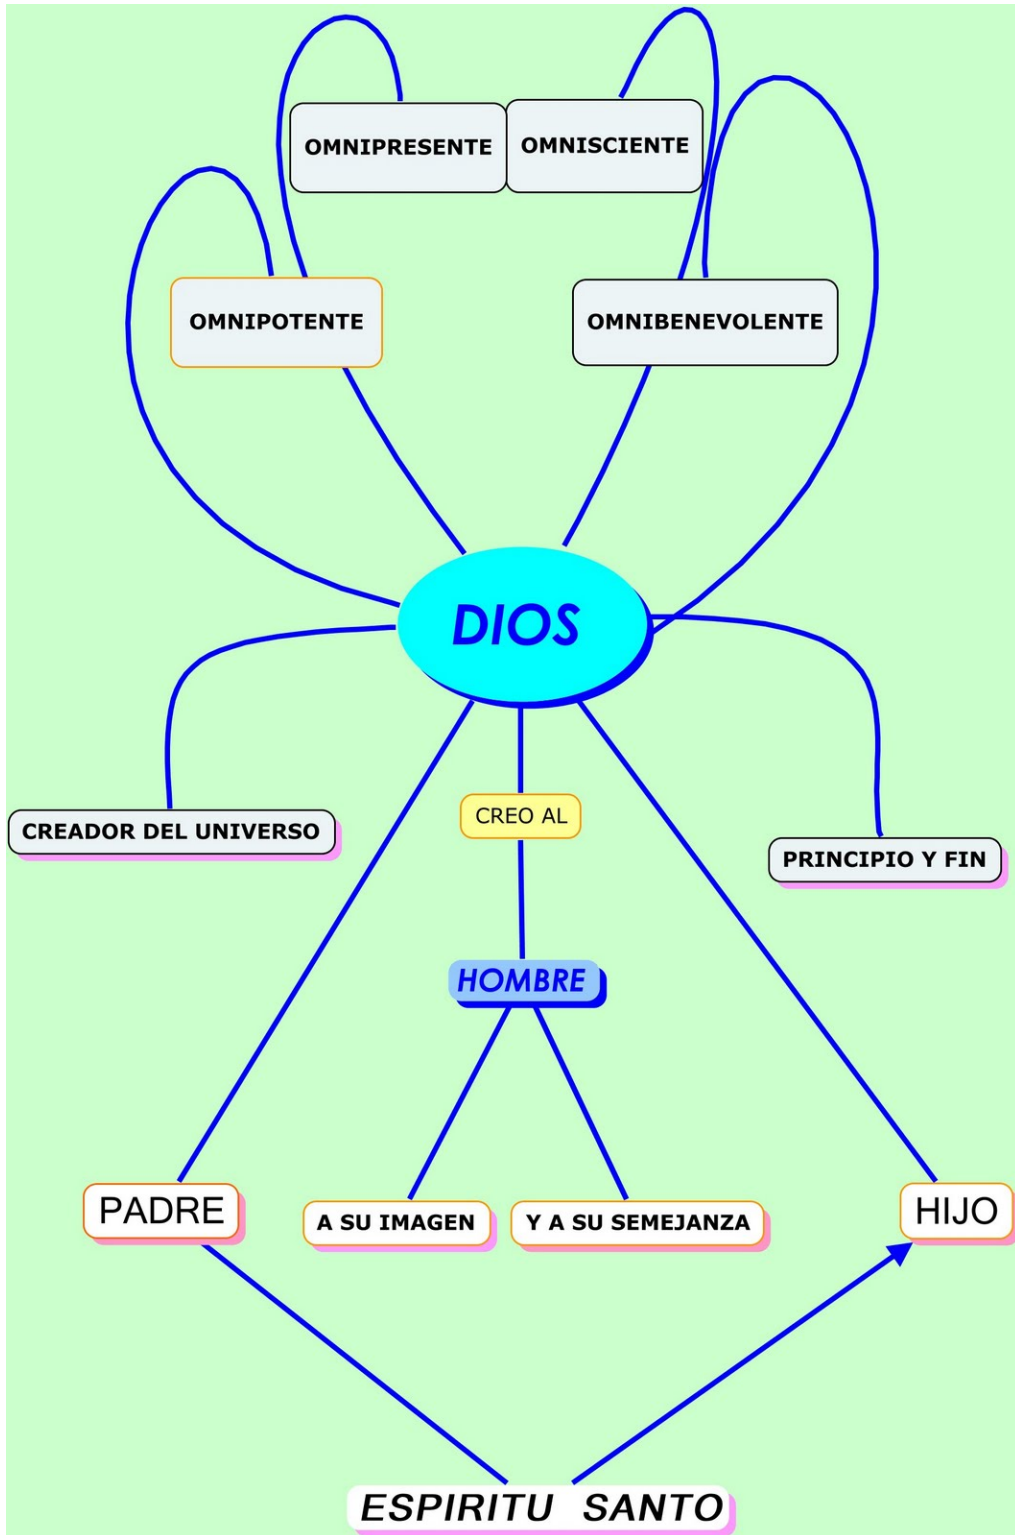 OMNIPRESENTE
OMNISCIENTE
OMNIPOTENTE
OMNIBENEVOLENTE
DIOS
CREADOR DEL UNIVERSO
CREO AL
PRINCIPIO Y FIN
HOMBRE
PADRE
A SU IMAGEN
Y A SU SEMEJANZA
HIJO
ESPIRITU SANTO